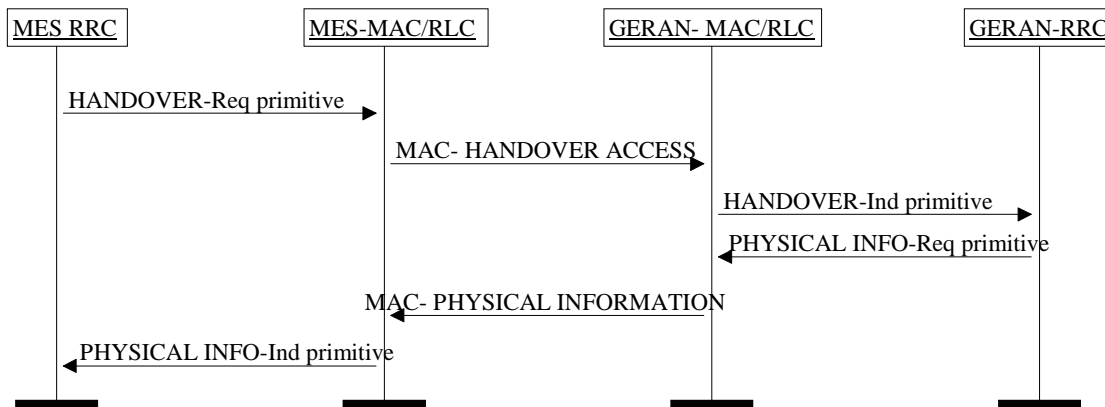 MES RRC
MES-MAC/RLC
GERAN- MAC/RLC
GERAN-RRC
HANDOVER-Req primitive
MAC- HANDOVER ACCESS
HANDOVER-Ind primitive
PHYSICAL INFO-Req primitive
MAC- PHYSICAL INFORMATION
PHYSICAL INFO-Ind primitive